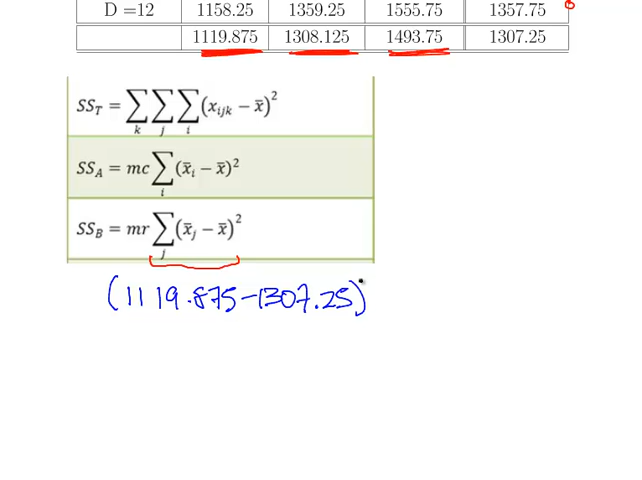 D =12 1158.25 1359.25 1555.75 1357.75
1119.875 1308.125 1493.75 1307.25
SS_T = ∑_k ∑_j ∑_i (x_ijk − x̄)²
SS_A = mc ∑_i (x̄_i − x̄)²
SS_B = mr ∑_j (x̄_j − x̄)²
(1119.875-1307.25)